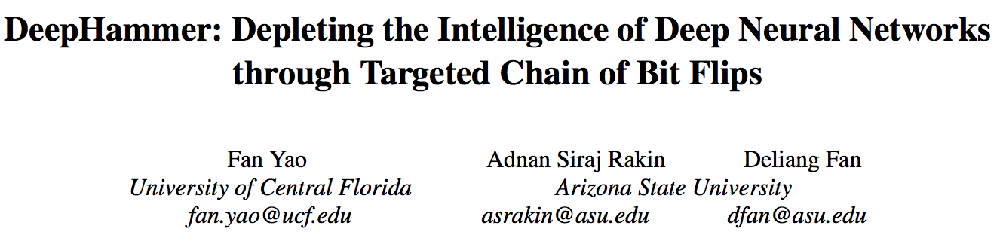 DeepHammer: Depleting the Intelligence of Deep Neural Networks
through Targeted Chain of Bit Flips
Fan Yao
University of Central Florida
fan.yao@ucf.edu
Adnan Siraj Rakin Deliang Fan
Arizona State University
asrakin@asu.edu dfan@asu.edu